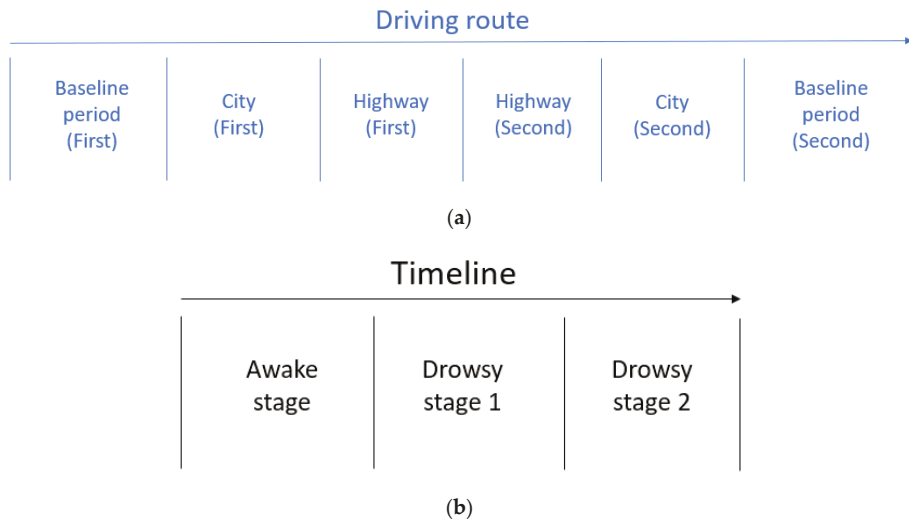 Driving route
Baseline
period
(First)
City
(First)
Highway
(First)
Highway
(Second)
City
(Second)
Baseline
period
(Second)
(a)
Timeline
Awake
stage
Drowsy
stage 1
Drowsy
stage 2
(b)